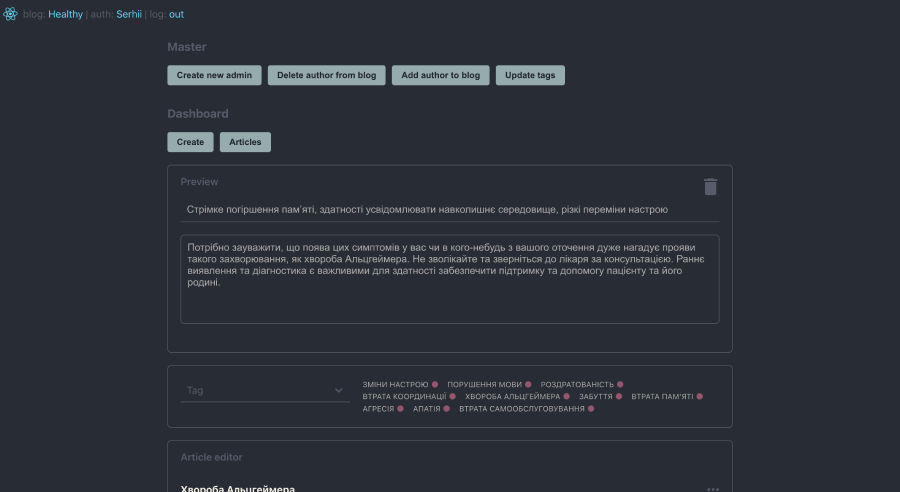 blog: Healthy | auth: Serhii | log: out
Master
Create new admin Delete author from blog Add author to blog Update tags
Dashboard
Create Articles
Preview
Стрімке погіршення пам'яті, здатності усвідомлювати навколишнє середовище, різкі переміни настрою
Потрібно зауважити, що поява цих симптомів у вас чи в кого-небудь з вашого оточення дуже нагадує прояви
такого захворювання, як хвороба Альцгеймера. Не зволікайте та зверніться до лікаря за консультацією. Раннє
виявлення та діагностика є важливими для здатності забезпечити підтримку та допомогу пацієнту та його
родині.
Tag
ЗМІНИ НАСТРОЮ ПОРУШЕННЯ МОВИ РОЗДРАТОВАНІСТЬ
ВТРАТА КООРДИНАЦІЇ ХВОРОБА АЛЬЦГЕЙМЕРА ЗАБУТТЯ ВТРАТА ПАМ'ЯТІ
АГРЕСІЯ АПАТІЯ ВТРАТА САМООБСЛУГОВУВАННЯ
Article editor
Хвороба Альцгеймера